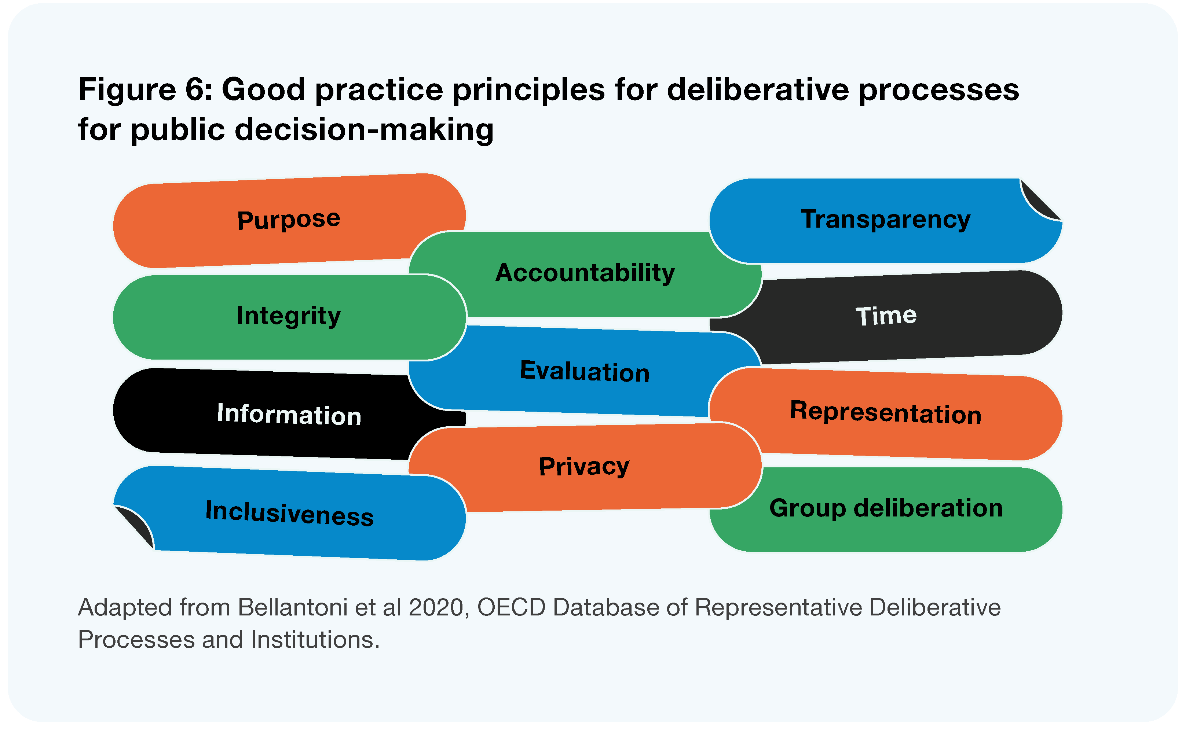 Figure 6: Good practice principles for deliberative processes
for public decision-making
Purpose
Transparency
Accountability
Integrity
Time
Evaluation
Information
Representation
Privacy
Inclusiveness
Group deliberation
Adapted from Bellantoni et al 2020, OECD Database of Representative Deliberative
Processes and Institutions.